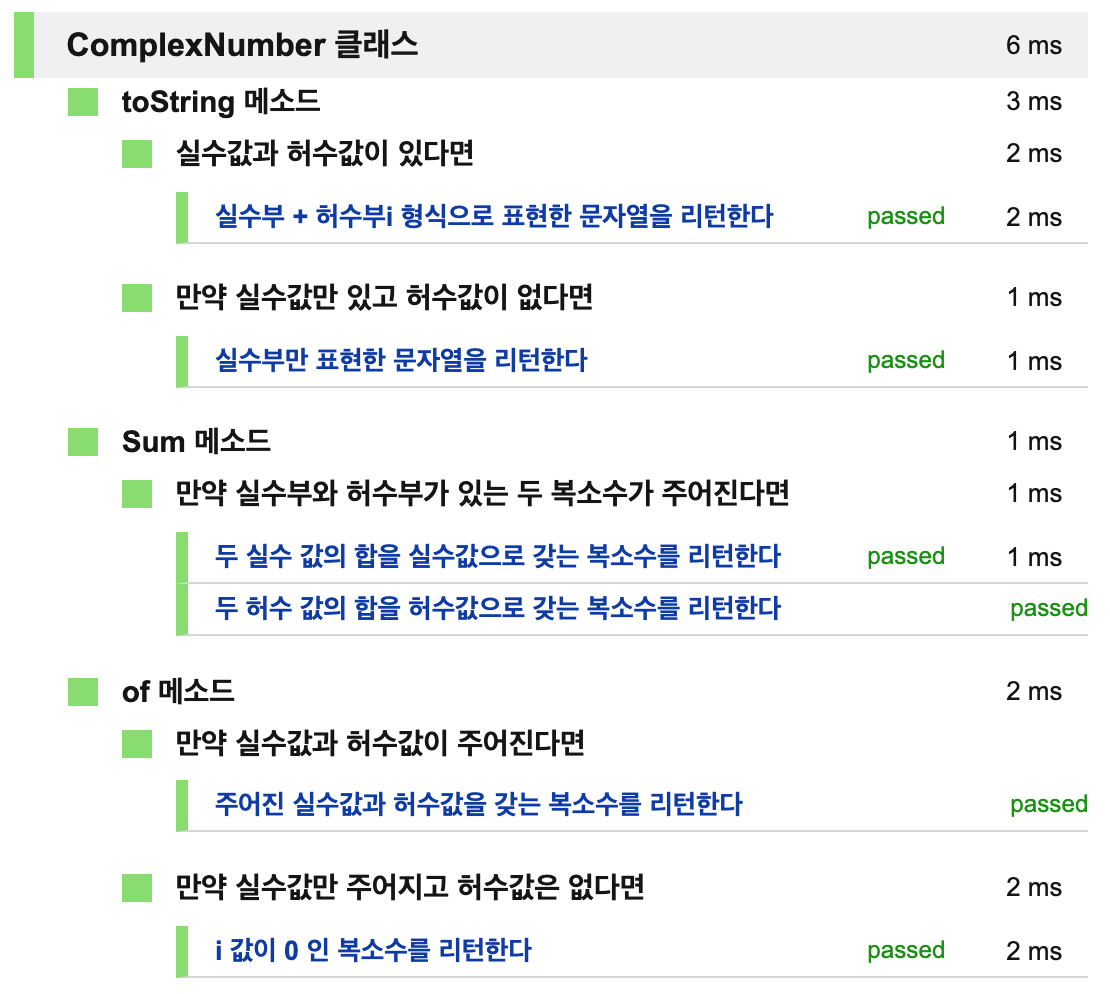 ComplexNumber 클래스 6 ms
toString 메소드 3 ms
실수값과 허수값이 있다면 2 ms
실수부 + 허수부i 형식으로 표현한 문자열을 리턴한다 passed 2 ms
만약 실수값만 있고 허수값이 없다면 1 ms
실수부만 표현한 문자열을 리턴한다 passed 1 ms
Sum 메소드 1 ms
만약 실수부와 허수부가 있는 두 복소수가 주어진다면 1 ms
두 실수 값의 합을 실수값으로 갖는 복소수를 리턴한다 passed 1 ms
두 허수 값의 합을 허수값으로 갖는 복소수를 리턴한다 passed
of 메소드 2 ms
만약 실수값과 허수값이 주어진다면
주어진 실수값과 허수값을 갖는 복소수를 리턴한다 passed
만약 실수값만 주어지고 허수값은 없다면 2 ms
i 값이 0 인 복소수를 리턴한다 passed 2 ms